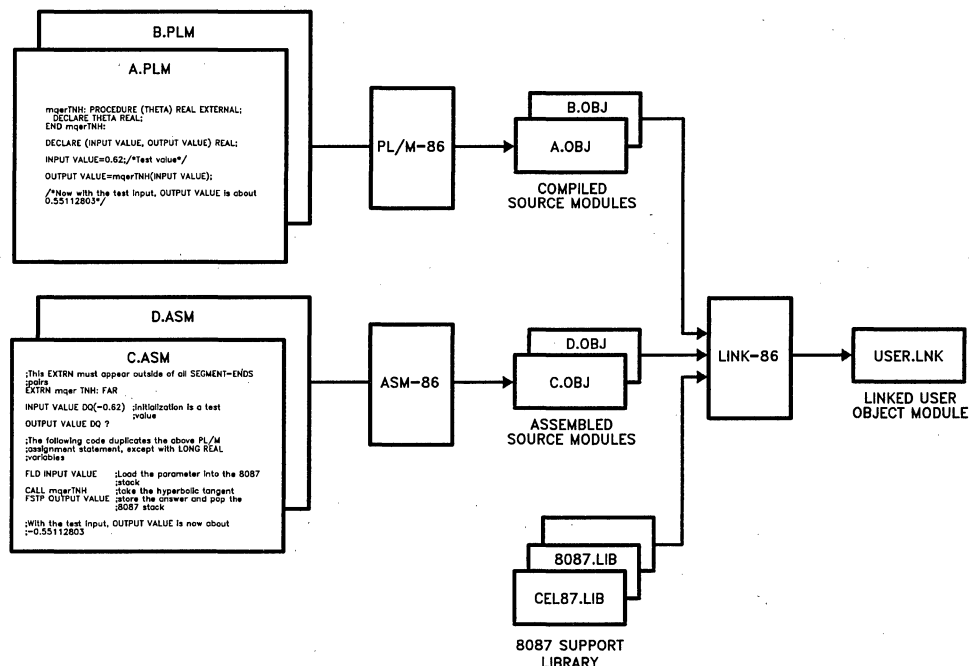 B.PLM
A.PLM
mqerTNH: PROCEDURE (THETA) REAL EXTERNAL;
DECLARE THETA REAL;
END mqerTNH:
DECLARE (INPUT VALUE, OUTPUT VALUE) REAL;
INPUT VALUE=0.62;/*Test value*/
OUTPUT VALUE=mqerTNH(INPUT VALUE);
/*Now with the test input, OUTPUT VALUE is about
0.55112803*/
PL/M-86
B.OBJ
A.OBJ
COMPILED
SOURCE MODULES
D.ASM
C.ASM
;This EXTRN must appear outside of all SEGMENT-ENDS
;pairs
EXTRN mqer TNH: FAR
INPUT VALUE DQ(-0.62) ;initialization is a test
;value
OUTPUT VALUE DQ ?
;The following code duplicates the above PL/M
;assignment statement, except with LONG REAL
;variables
FLD INPUT VALUE ;Load the parameter into the 8087
;stack
CALL mqerTNH ;take the hyperbolic tangent
FSTP OUTPUT VALUE ;store the answer and pop the
;8087 stack
;With the test input, OUTPUT VALUE is now about
;-0.55112803
ASM-86
D.OBJ
C.OBJ
ASSEMBLED
SOURCE MODULES
LINK-86
USER.LNK
LINKED USER
OBJECT MODULE
8087.LIB
CEL87.LIB
8087 SUPPORT
LIBRARY